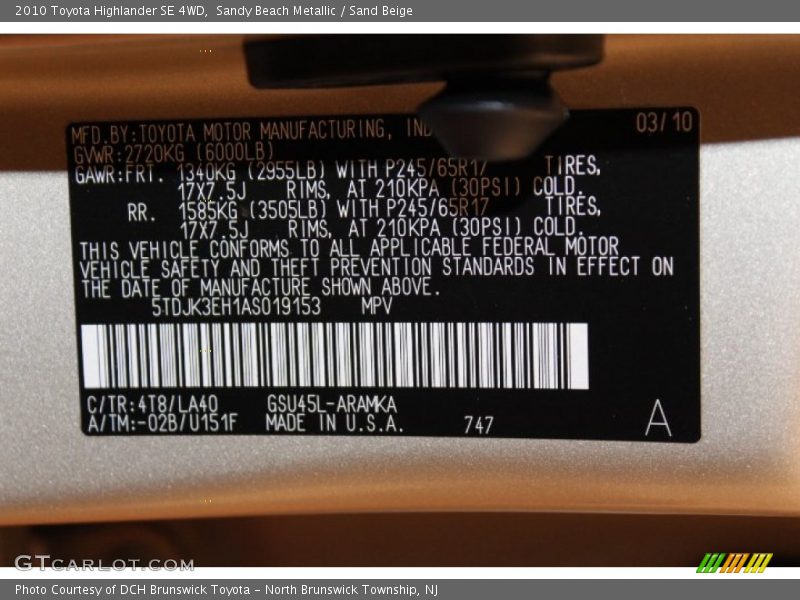 2010 Toyota Highlander SE 4WD, Sandy Beach Metallic / Sand Beige
MFD.BY:TOYOTA MOTOR MANUFACTURING, 03/10
GVWR:2720KG (6000LB)
GAWR:FRT. 1340KG (2955LB) WITH P245/65R17 TIRES,
17X7.5J RIMS, AT 210KPA (30PSI) COLD.
RR. 1585KG (3505LB) WITH P245/65R17 TIRES,
17X7.5J RIMS, AT 210KPA (30PSI) COLD.
THIS VEHICLE CONFORMS TO ALL APPLICABLE FEDERAL MOTOR
VEHICLE SAFETY AND THEFT PREVENTION STANDARDS IN EFFECT ON
THE DATE OF MANUFACTURE SHOWN ABOVE.
5TDJK3EH1AS019153 MPV
C/TR:4T8/LA40 GSU45L-ARAMKA
A/TM:-02B/U151F MADE IN U.S.A. 747 A
GTCARLOT.COM
Photo Courtesy of DCH Brunswick Toyota - North Brunswick Township, NJ